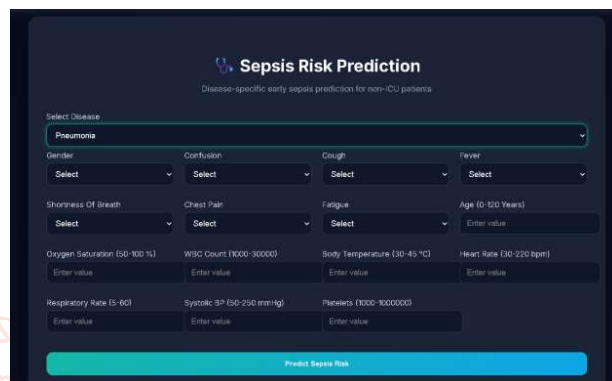 Sepsis Risk Prediction
Disease-specific early sepsis prediction for non-ICU patients
Select Disease
Pneumonia
Gender Confusion Cough Fever
Select Select Select Select
Shortness Of Breath Chest Pain Fatigue Age (0-120 Years)
Select Select Select Enter value
Oxygen Saturation (50-100 %) WBC Count (1000-30000) Body Temperature (30-45 °C) Heart Rate (30-220 bpm)
Enter value Enter value Enter value Enter value
Respiratory Rate (5-60) Systolic BP (50-250 mmHg) Platelets (1000-1000000)
Enter value Enter value Enter value
Predict Sepsis Risk